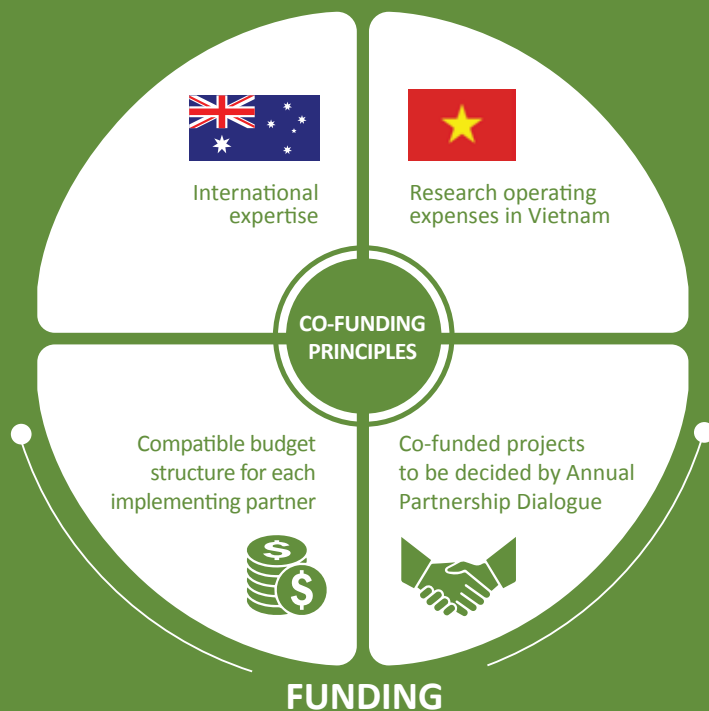 International
expertise
Research operating
expenses in Vietnam
CO-FUNDING
PRINCIPLES
Compatible budget
structure for each
implementing partner
Co-funded projects
to be decided by Annual
Partnership Dialogue
$
$
FUNDING